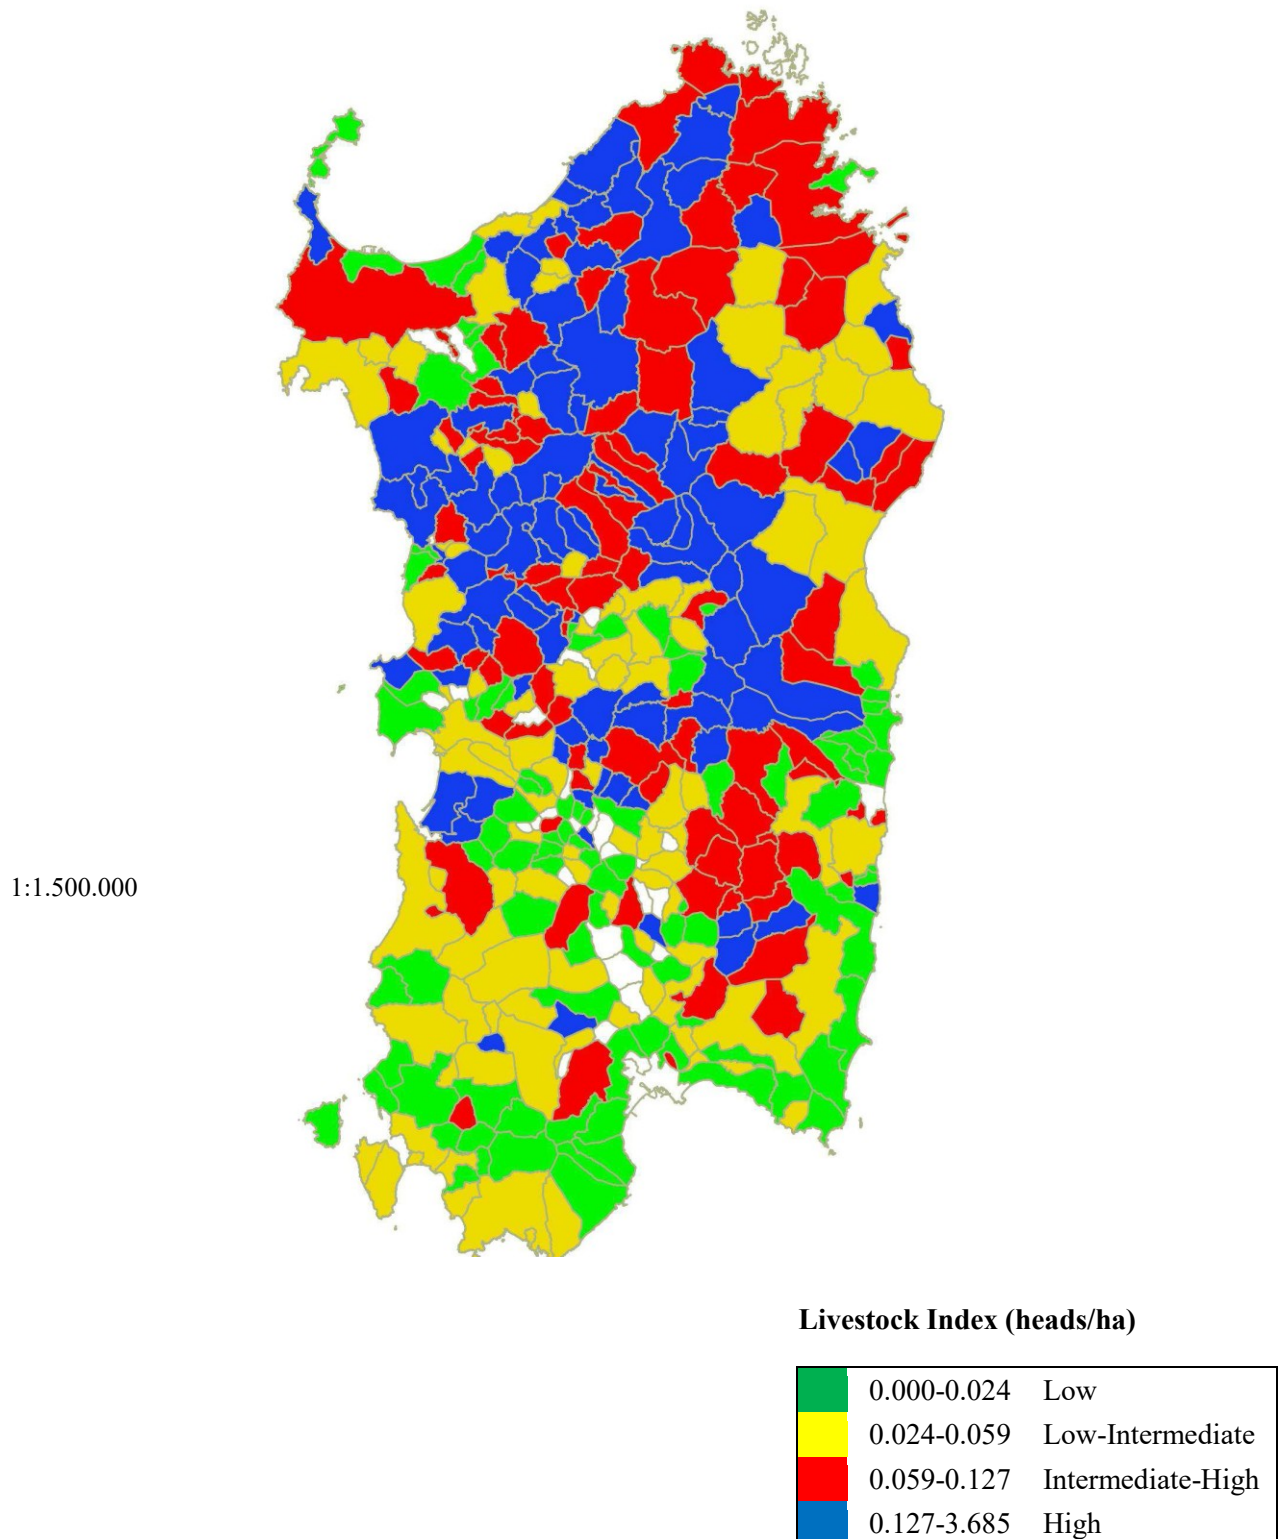 1:1.500.000
Livestock Index (heads/ha)
0.000-0.024 Low
0.024-0.059 Low-Intermediate
0.059-0.127 Intermediate-High
0.127-3.685 High